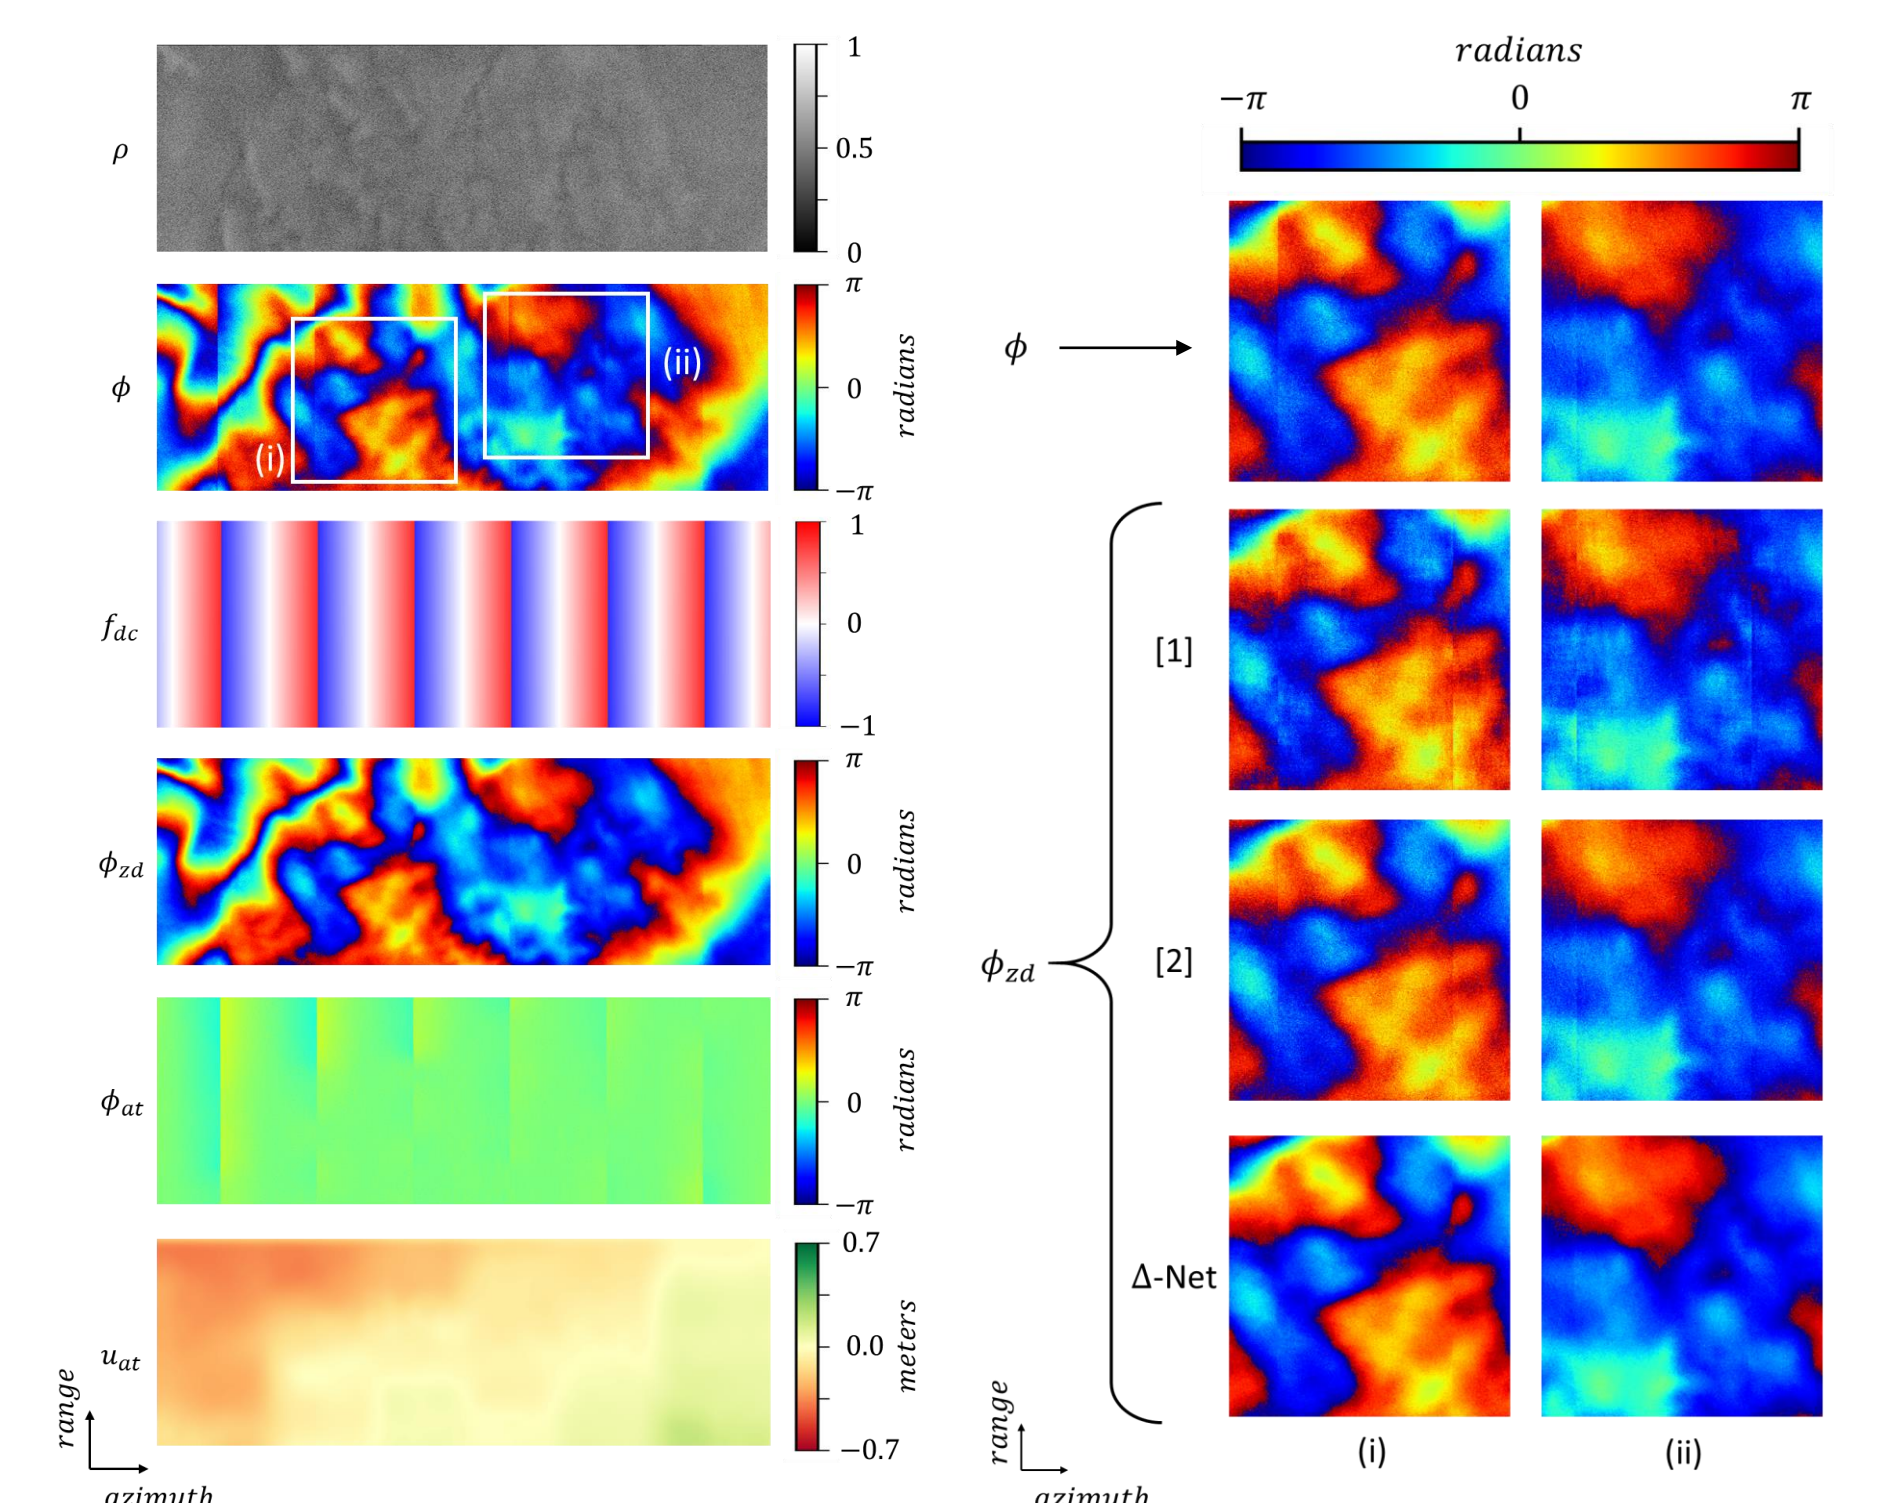 ρ
1
0.5
0
ϕ
(i)
(ii)
π
0
−π
radians
f_dc
1
0
−1
ϕ_zd
π
0
−π
radians
ϕ_at
π
0
−π
radians
u_at
0.7
0.0
−0.7
meters
range
azimuth
radians
−π 0 π
ϕ
ϕ_zd
[1]
[2]
Δ-Net
(i) (ii)
range
azimuth